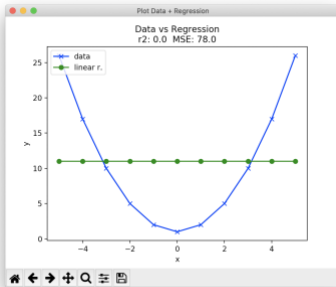 Plot Data + Regression
Data vs Regression
r2: 0.0 MSE: 78.0
data
linear r.
25
20
15
10
5
0
y
−4
−2
0
2
4
x